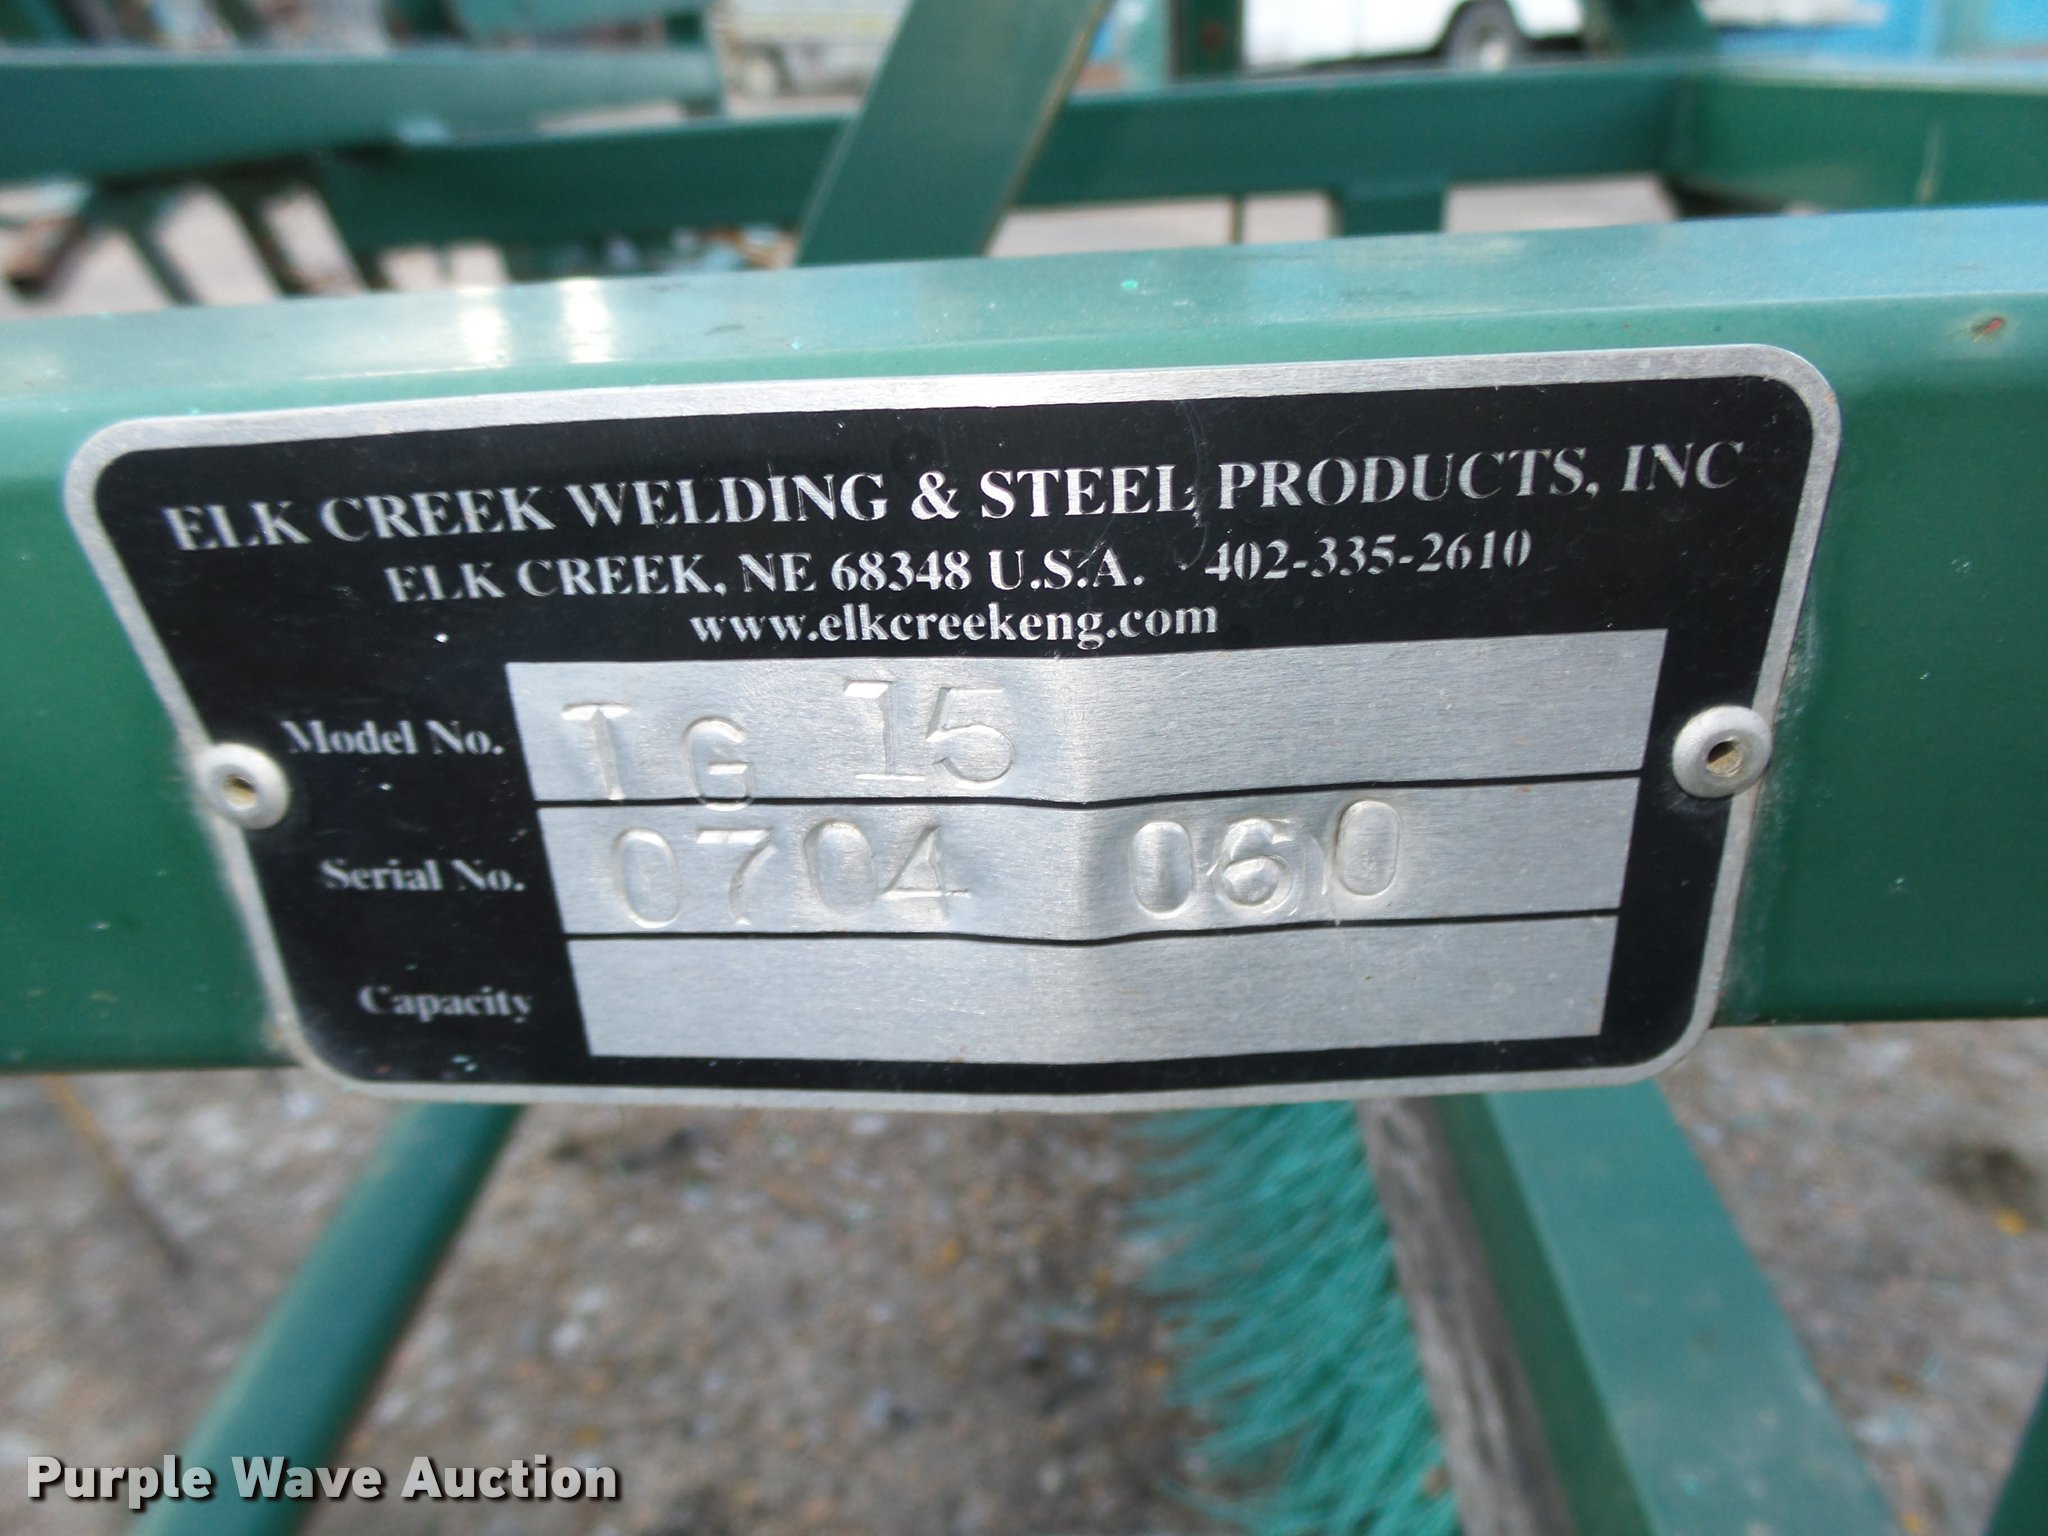 ELK CREEK WELDING & STEEL PRODUCTS, INC
ELK CREEK, NE 68348 U.S.A. 402-335-2610
www.elkcreekeng.com
Model No. TG 15
Serial No. 0704 060
Capacity
Purple Wave Auction